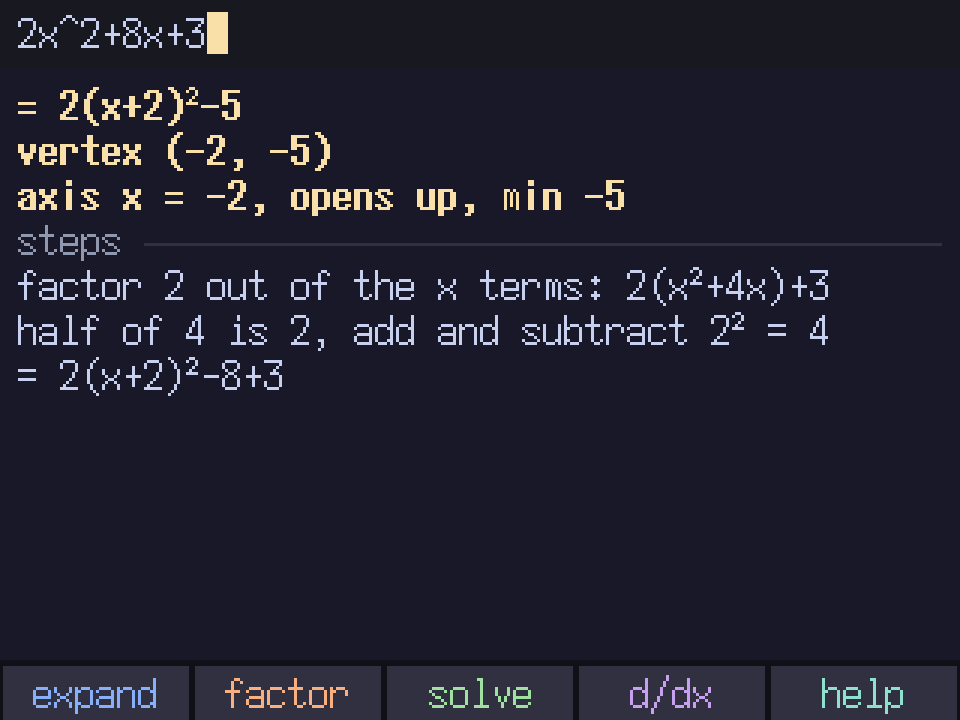 2x^2+8x+3
= 2(x+2)²-5
vertex (-2, -5)
axis x = -2, opens up, min -5
steps
factor 2 out of the x terms: 2(x²+4x)+3
half of 4 is 2, add and subtract 2² = 4
= 2(x+2)²-8+3
expand factor solve d/dx help